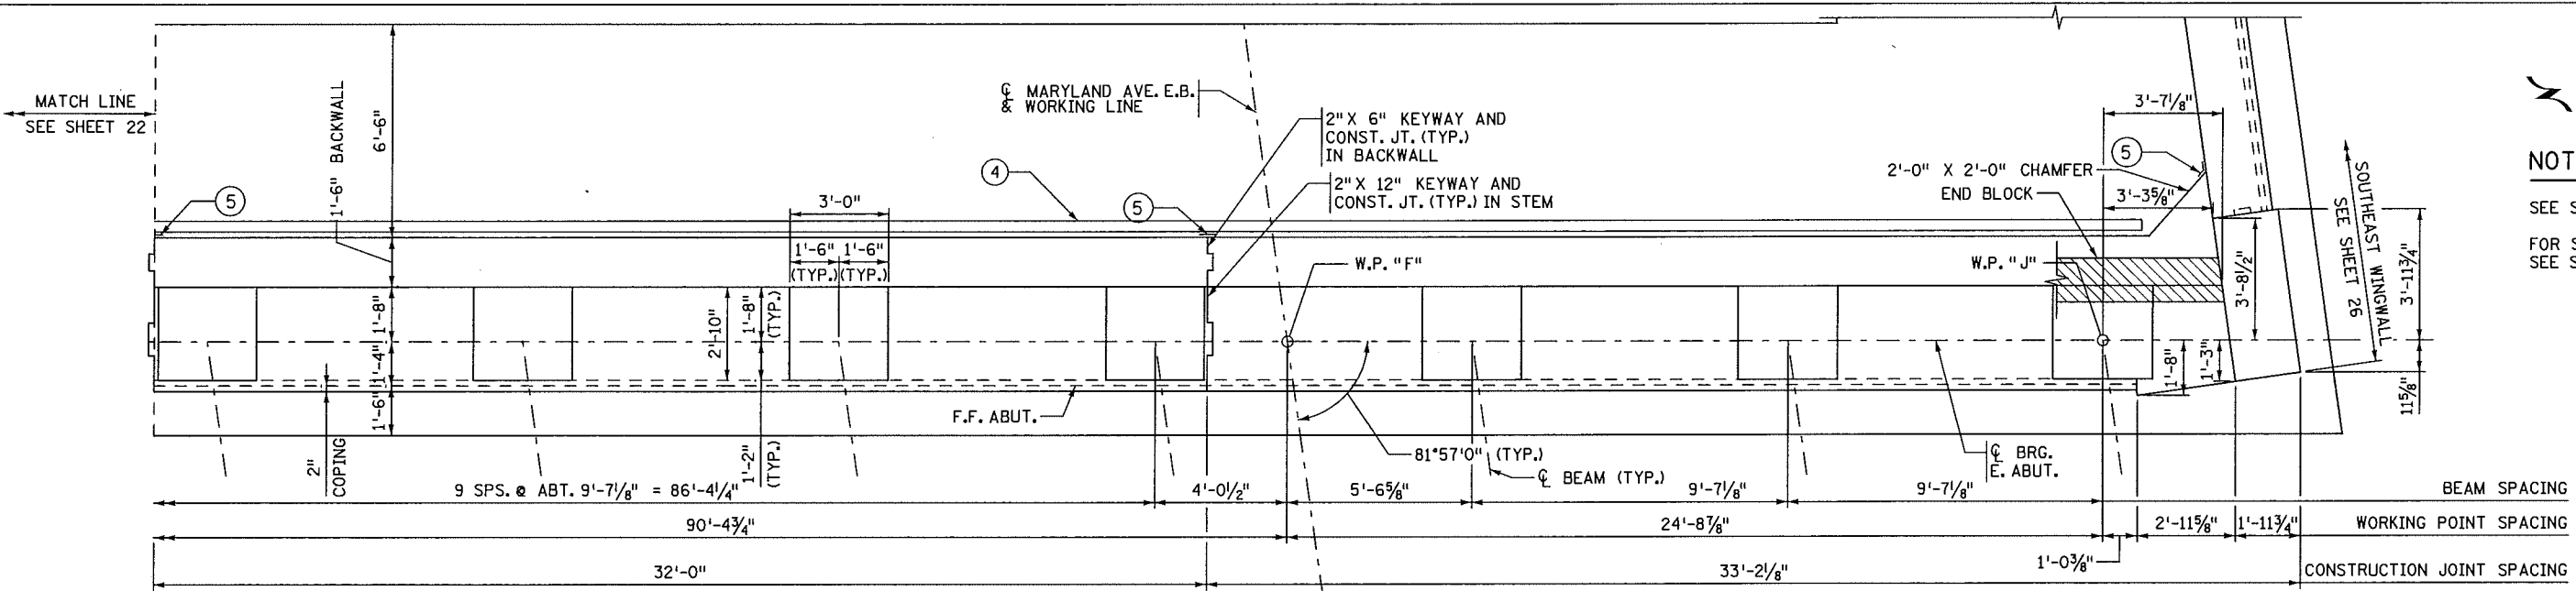 MATCH LINE
SEE SHEET 22
1'-6" BACKWALL
6'-6"
℄ MARYLAND AVE. E.B.
& WORKING LINE
2" X 6" KEYWAY AND
CONST. JT. (TYP.)
IN BACKWALL
2" X 12" KEYWAY AND
CONST. JT. (TYP.) IN STEM
3'-7⅛"
5
2'-0" X 2'-0" CHAMFER
END BLOCK
3'-3⅝"
NOT
SEE S
FOR S
SEE S
SOUTHEAST WINGWALL
SEE SHEET 26
5
4
5
3'-0"
1'-6" 1'-6"
(TYP.) (TYP.)
W.P. "F"
W.P. "J"
3'-8½"
3'-11¾"
1'-8"
2'-10"
1'-8"
(TYP.)
1'-4"
1'-8"
1'-3"
11⅝"
1'-6"
F.F. ABUT.
2"
COPING
1'-2"
(TYP.)
81°57'0" (TYP.)
℄ BEAM (TYP.)
℄ BRG.
E. ABUT.
9 SPS. @ ABT. 9'-7⅛" = 86'-4¼"
4'-0½"
5'-6⅝"
9'-7⅛"
9'-7⅛"
BEAM SPACING
90'-4¾"
24'-8⅞"
2'-11⅝"
1'-11¾"
WORKING POINT SPACING
1'-0⅜"
32'-0"
33'-2⅛"
CONSTRUCTION JOINT SPACING